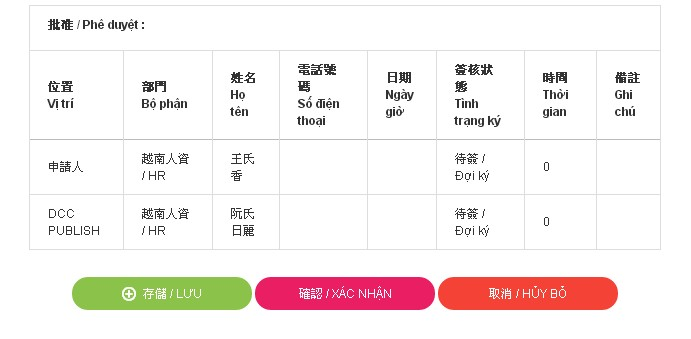 批准 / Phê duyệt :
位置
Vị trí
部門
Bộ phận
姓名
Họ
tên
電話號
碼
Số điện
thoại
日期
Ngày
giờ
簽核狀
態
Tình
trạng ký
時間
Thời
gian
備註
Ghi
chú
申請人
越南人資
/ HR
王氏
香
待簽 /
Đợi ký
0
DCC
PUBLISH
越南人資
/ HR
阮氏
日麗
待簽 /
Đợi ký
0
存儲 / LƯU
確認 / XÁC NHẬN
取消 / HỦY BỎ